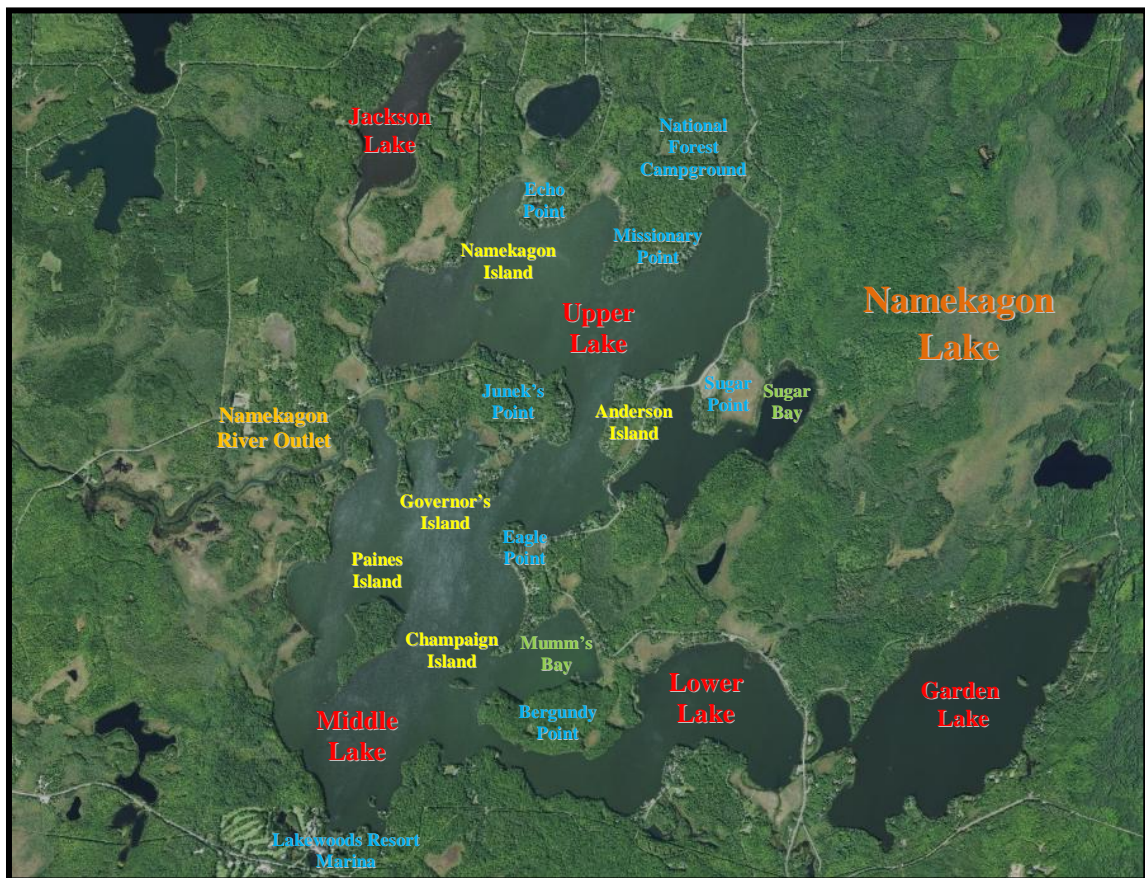 Jackson
Lake
National
Forest
Campground
Echo
Point
Missionary
Point
Namekagon
Island
Namekagon
Lake
Upper
Lake
Junek's
Point
Sugar
Point
Sugar
Bay
Anderson
Island
Namekagon
River Outlet
Governor's
Island
Eagle
Point
Paines
Island
Champaign
Island
Mumm's
Bay
Lower
Lake
Garden
Lake
Bergundy
Point
Middle
Lake
Lakewoods Resort
Marina